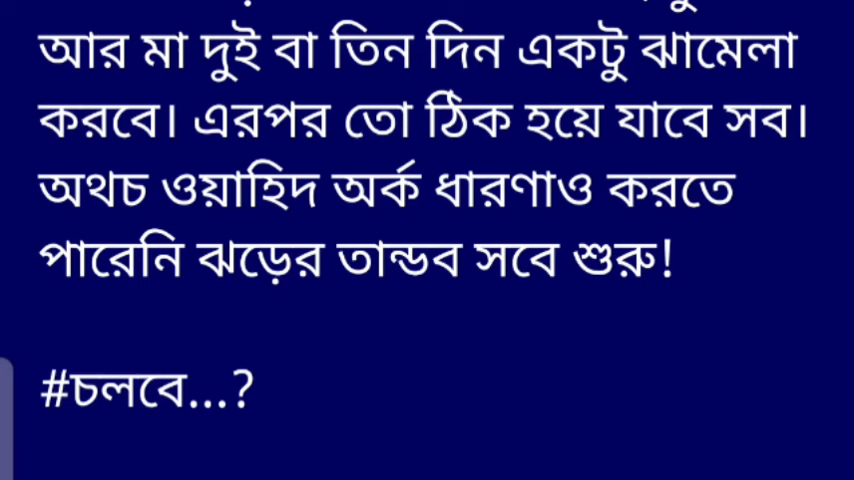 আর মা দুই বা তিন দিন একটু ঝামেলা
করবে। এরপর তো ঠিক হয়ে যাবে সব।
অথচ ওয়াহিদ অর্ক ধারণাও করতে
পারেনি ঝড়ের তান্ডব সবে শুরু!
#চলবে...?